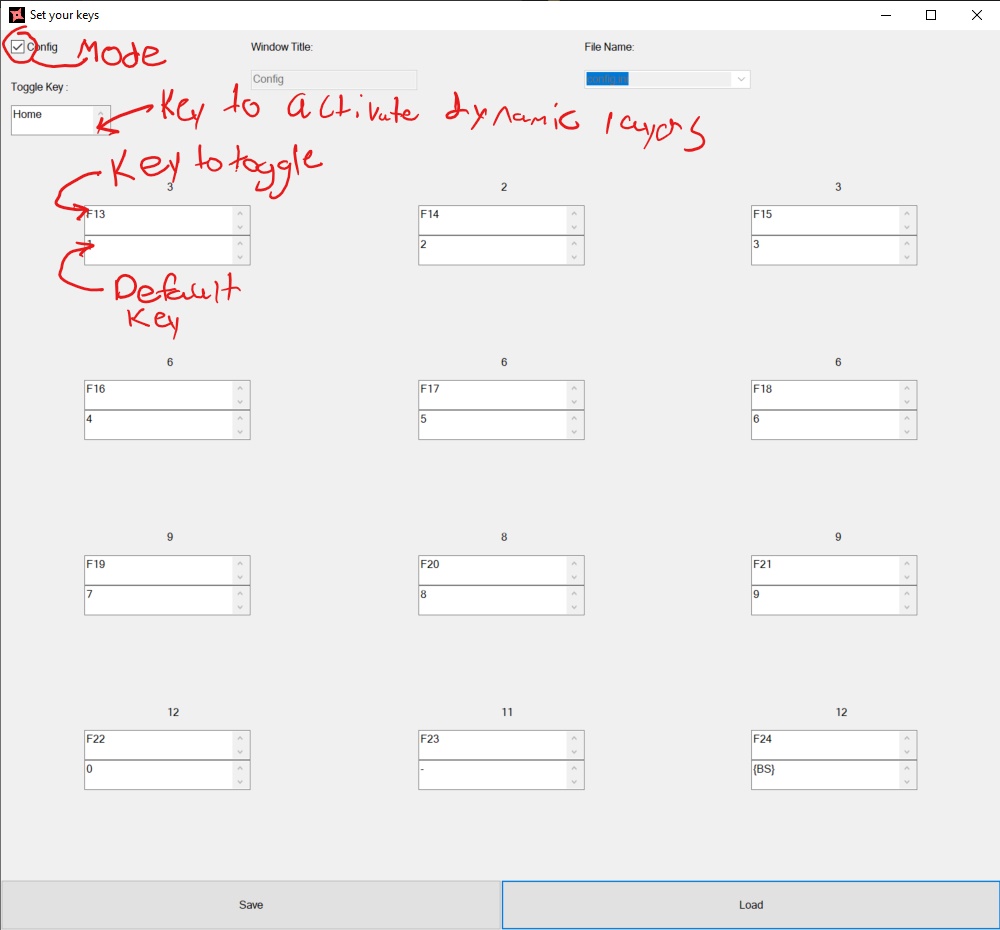 Set your keys
Config
Mode
Window Title:
File Name:
Config
Toggle Key :
Home
Key to activate dynamic layers
Key to toggle
3
2
3
F13
F14
F15
1
2
3
Default
Key
6
6
6
F16
F17
F18
4
5
6
9
8
9
F19
F20
F21
7
8
9
12
11
12
F22
F23
F24
0
-
{BS}
Save
Load